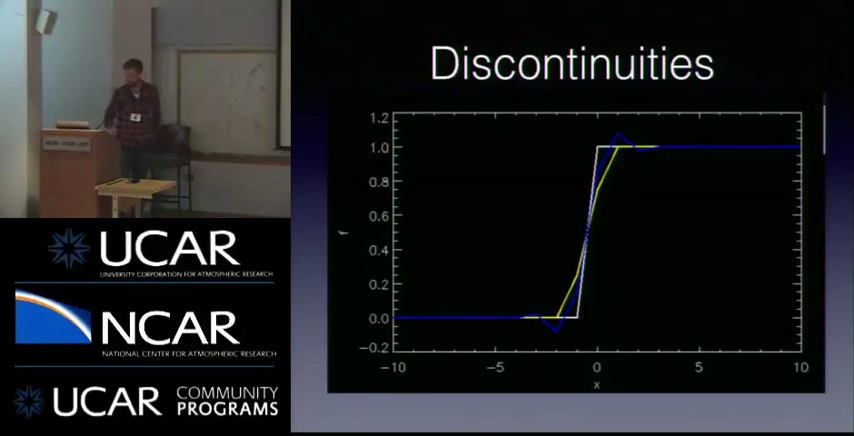 Discontinuities
1.2
1.0
0.8
0.6
0.4
0.2
0.0
−0.2
f
−10
−5
0
5
10
x
UCAR
UNIVERSITY CORPORATION FOR ATMOSPHERIC RESEARCH
NCAR
NATIONAL CENTER FOR ATMOSPHERIC RESEARCH
UCAR COMMUNITY
PROGRAMS